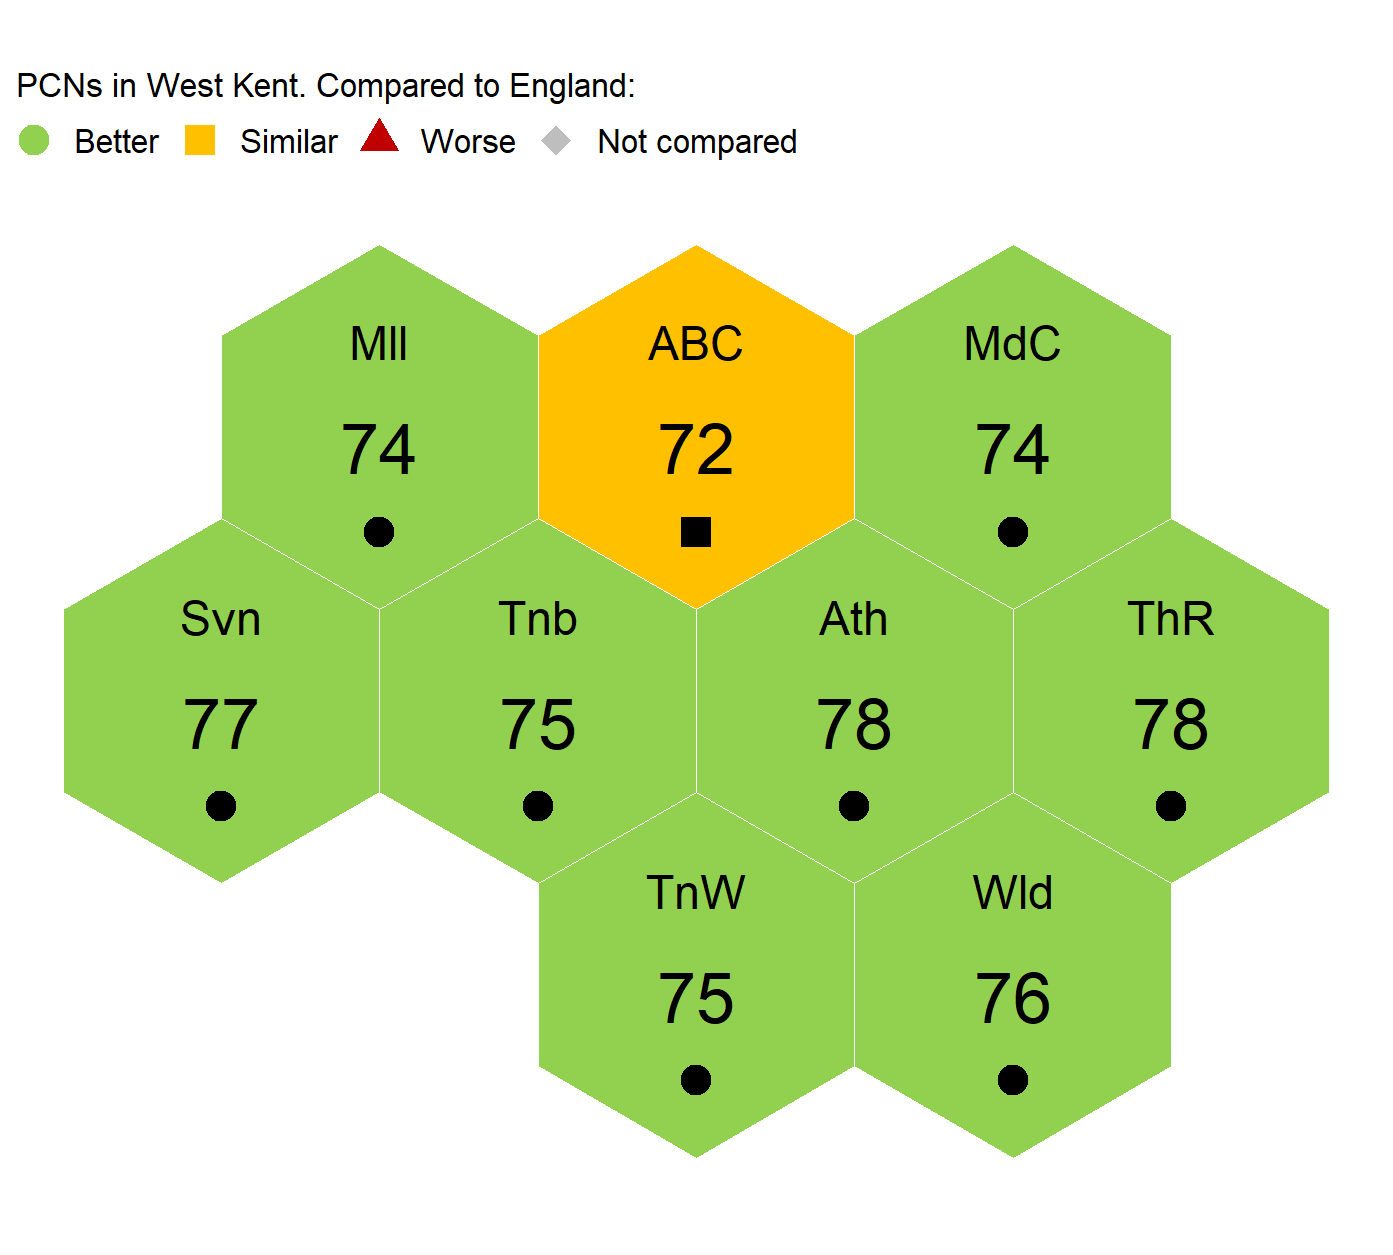 PCNs in West Kent. Compared to England:
Better Similar Worse Not compared
Mll ABC MdC
74 72 74
Svn Tnb Ath ThR
77 75 78 78
TnW Wld
75 76